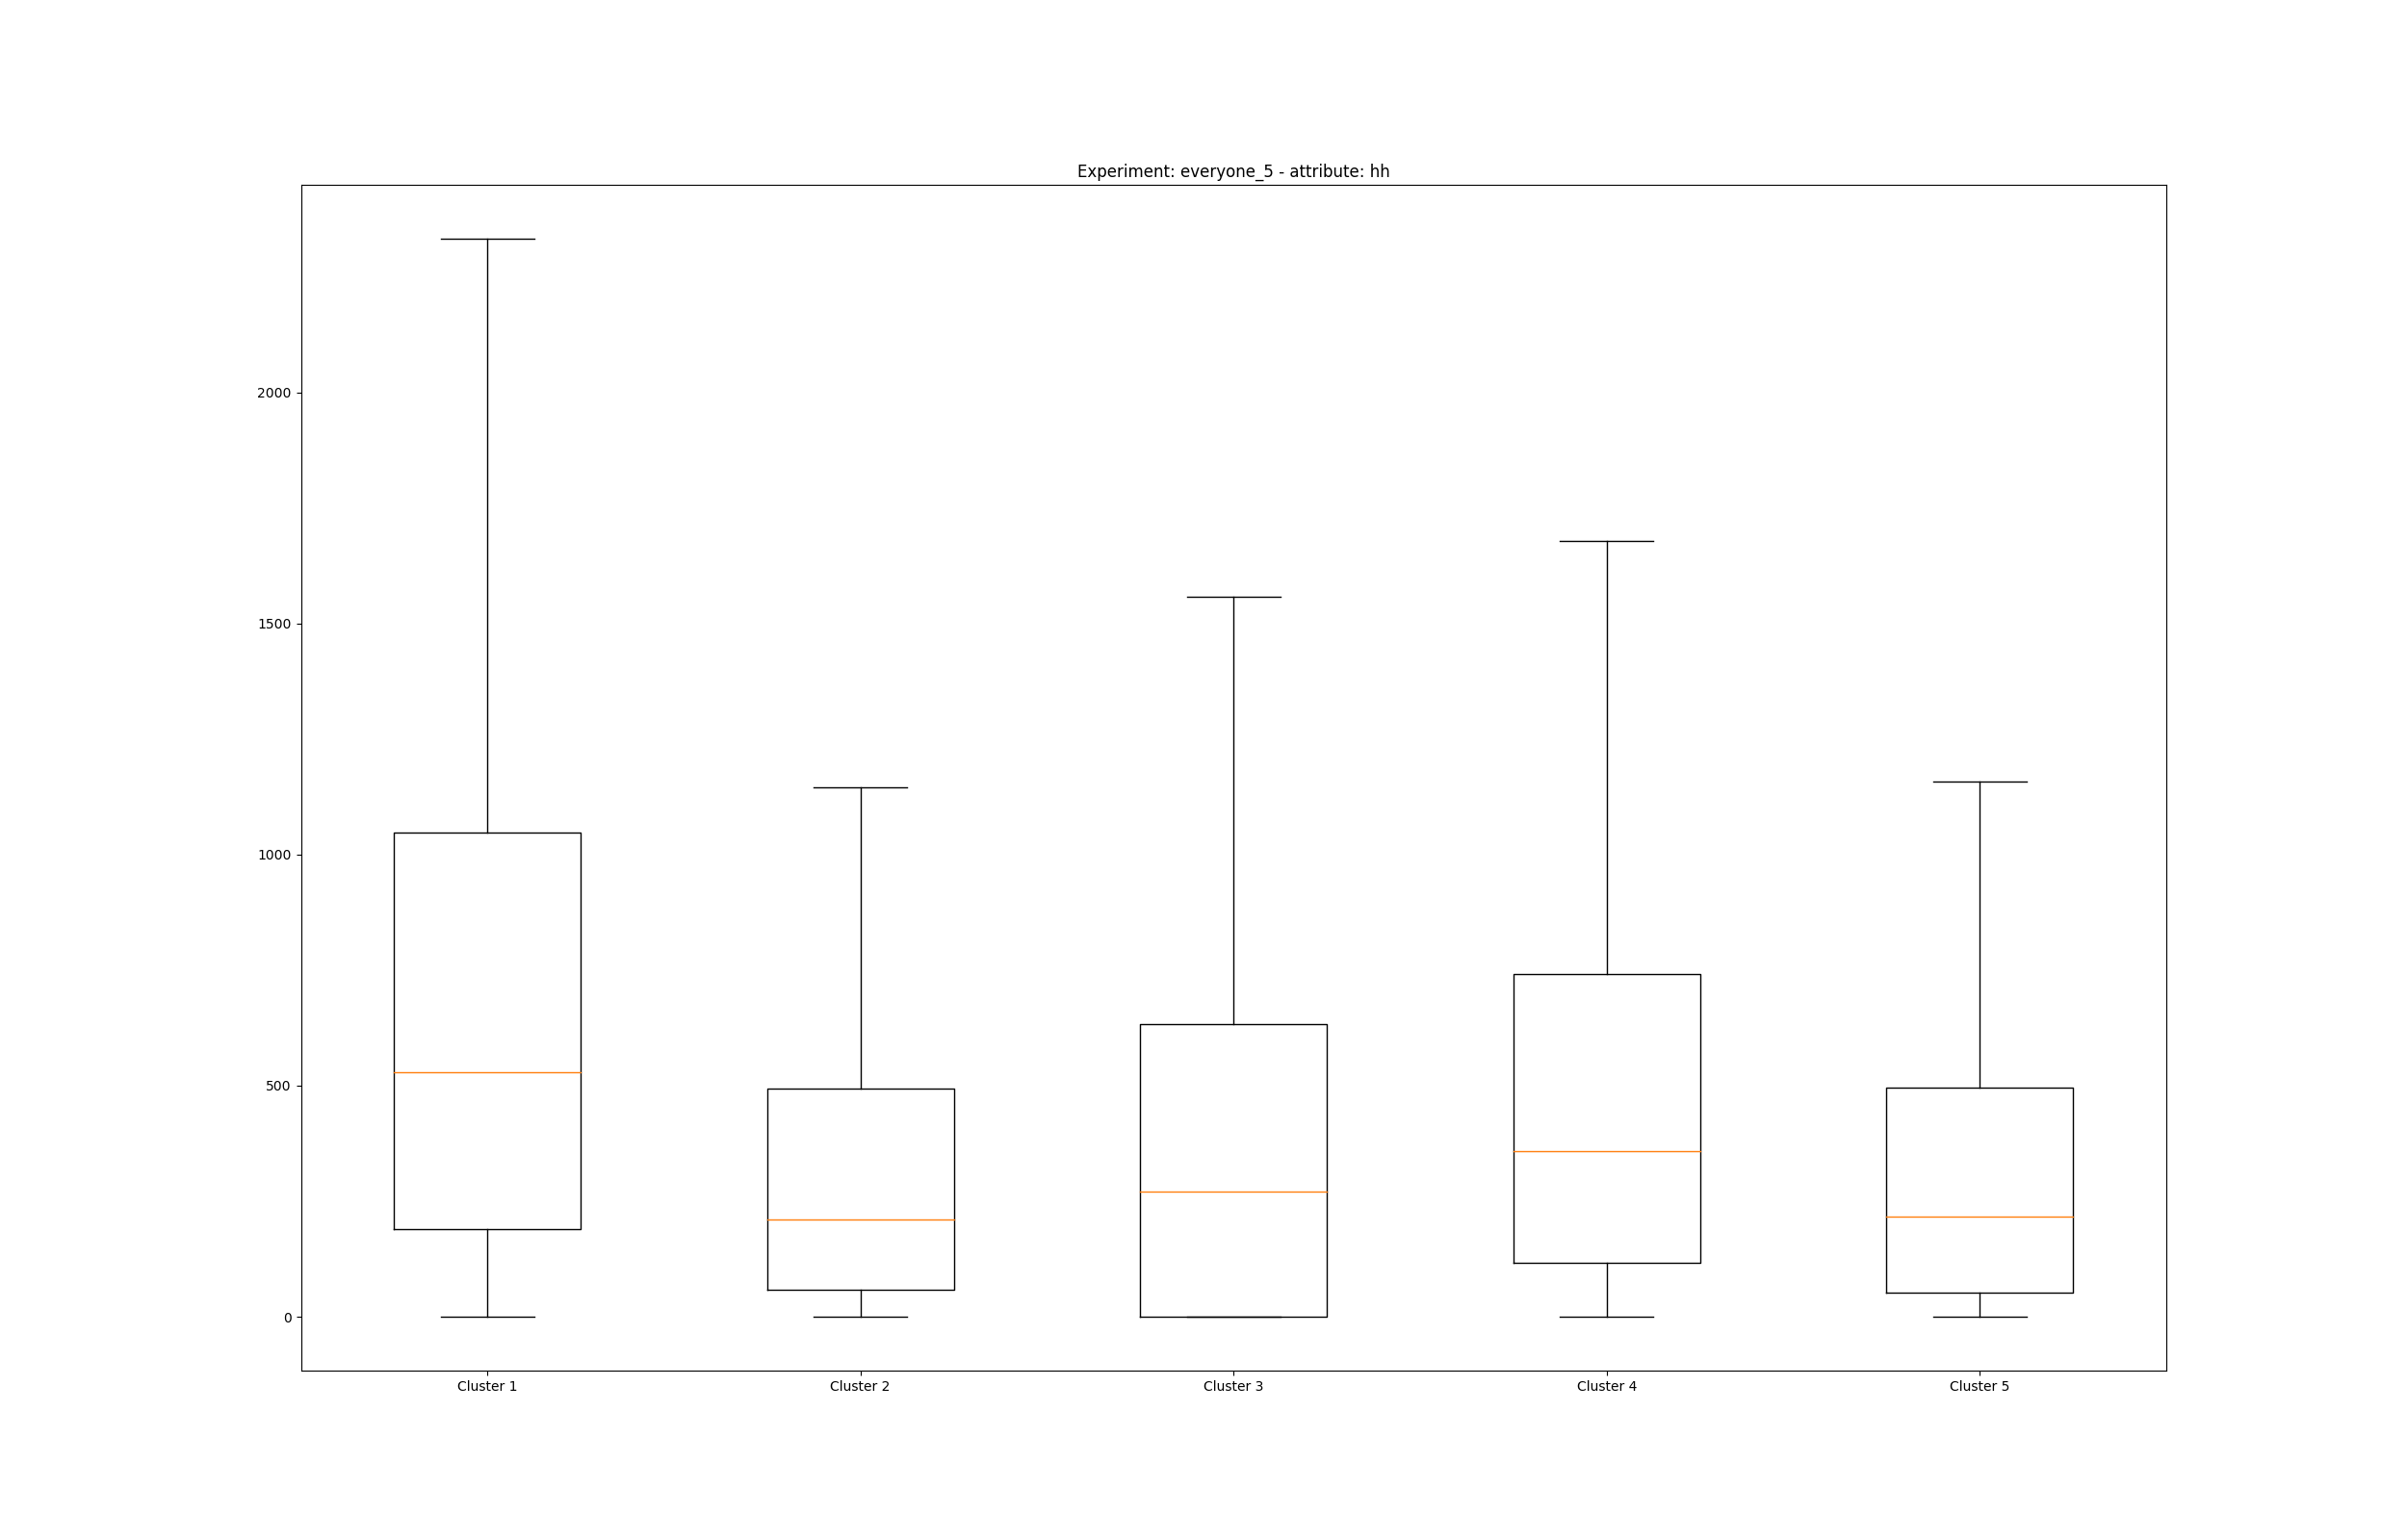 Experiment: everyone_5 - attribute: hh
2000
1500
1000
500
0
Cluster 1
Cluster 2
Cluster 3
Cluster 4
Cluster 5